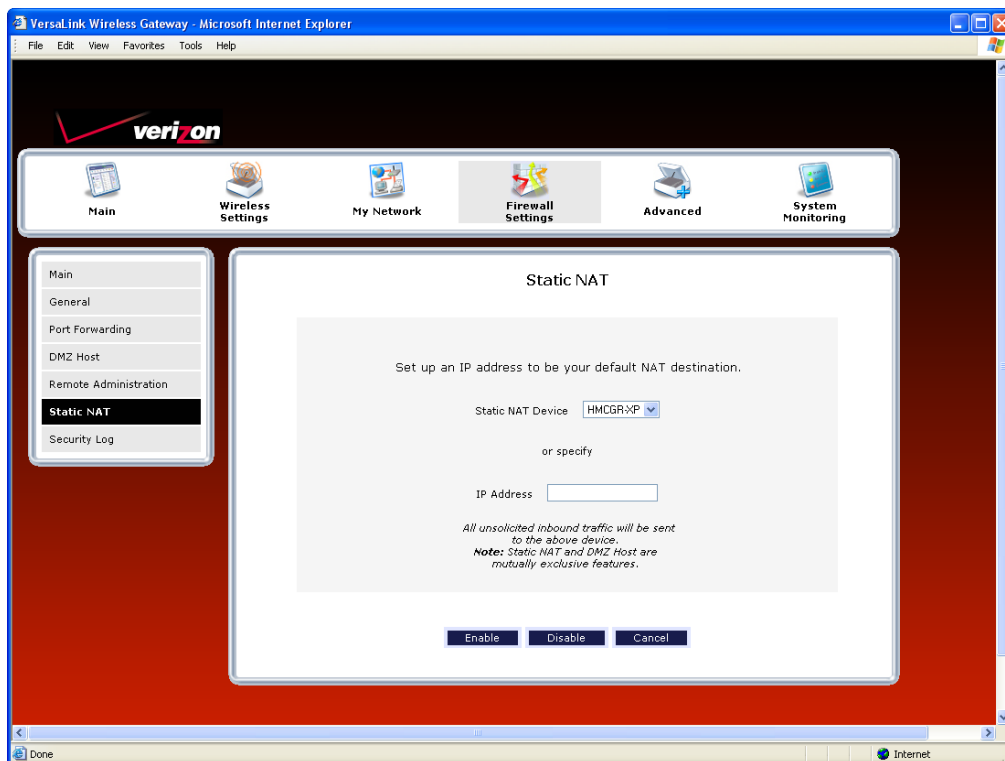 VersaLink Wireless Gateway - Microsoft Internet Explorer
File Edit View Favorites Tools Help
verizon
Main
Wireless Settings
My Network
Firewall Settings
Advanced
System Monitoring
Main
General
Port Forwarding
DMZ Host
Remote Administration
Static NAT
Security Log
Static NAT
Set up an IP address to be your default NAT destination.
Static NAT Device HMCGR-XP
or specify
IP Address
All unsolicited inbound traffic will be sent
to the above device.
Note: Static NAT and DMZ Host are
mutually exclusive features.
Enable Disable Cancel
Done Internet